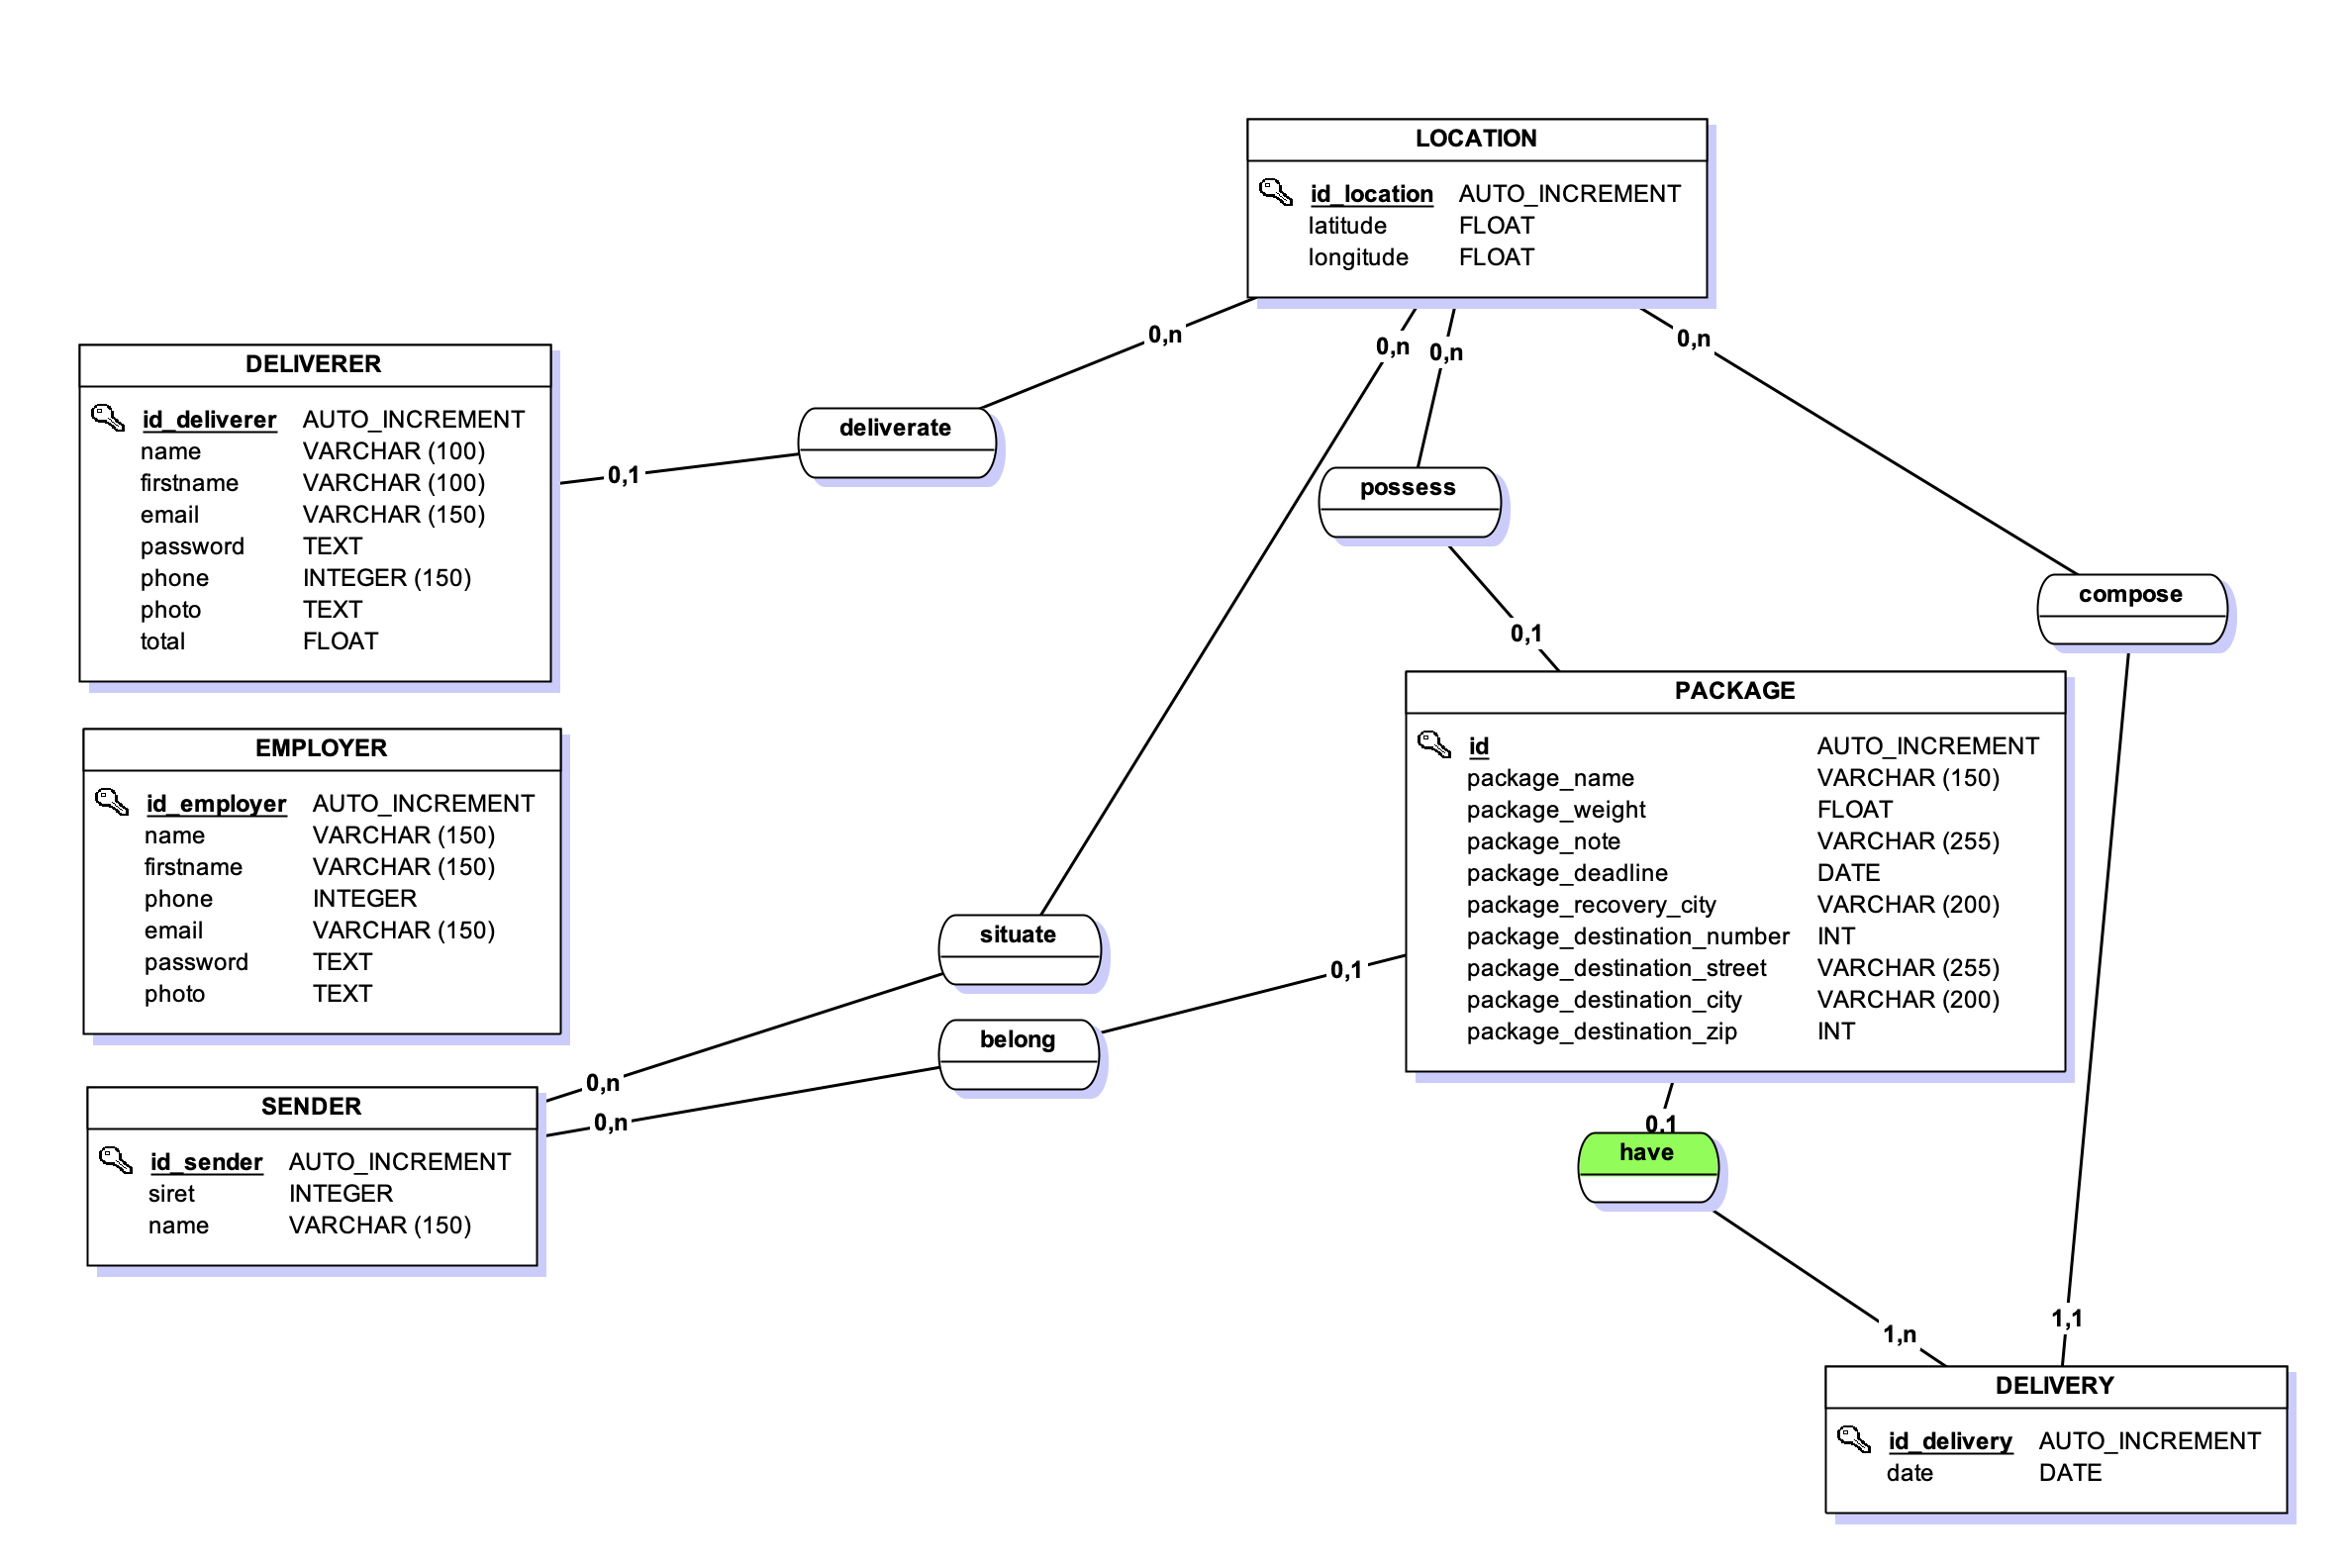 LOCATION
id_location AUTO_INCREMENT
latitude FLOAT
longitude FLOAT
0,n
0,n
0,n
0,n
DELIVERER
id_deliverer AUTO_INCREMENT
name VARCHAR (100)
firstname VARCHAR (100)
email VARCHAR (150)
password TEXT
phone INTEGER (150)
photo TEXT
total FLOAT
0,1
deliverate
possess
0,1
compose
EMPLOYER
id_employer AUTO_INCREMENT
name VARCHAR (150)
firstname VARCHAR (150)
phone INTEGER
email VARCHAR (150)
password TEXT
photo TEXT
PACKAGE
id AUTO_INCREMENT
package_name VARCHAR (150)
package_weight FLOAT
package_note VARCHAR (255)
package_deadline DATE
package_recovery_city VARCHAR (200)
package_destination_number INT
package_destination_street VARCHAR (255)
package_destination_city VARCHAR (200)
package_destination_zip INT
situate
0,1
belong
0,n
0,n
SENDER
id_sender AUTO_INCREMENT
siret INTEGER
name VARCHAR (150)
0,1
have
1,n
1,1
DELIVERY
id_delivery AUTO_INCREMENT
date DATE